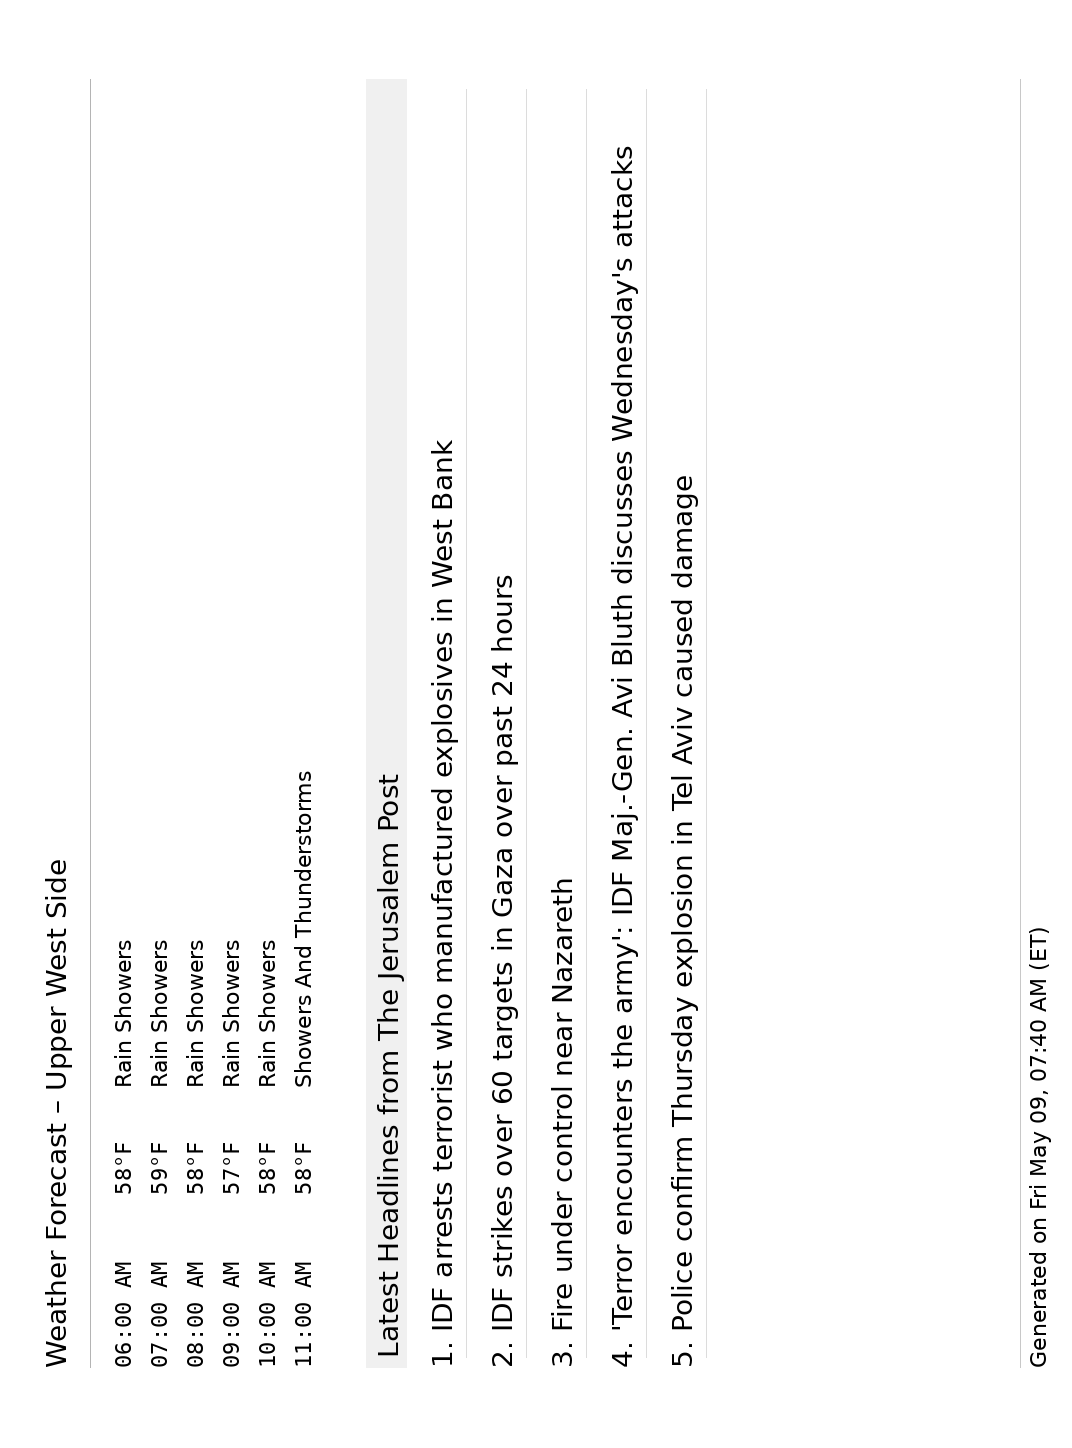 Weather Forecast – Upper West Side
06:00 AM 58°F Rain Showers
07:00 AM 59°F Rain Showers
08:00 AM 58°F Rain Showers
09:00 AM 57°F Rain Showers
10:00 AM 58°F Rain Showers
11:00 AM 58°F Showers And Thunderstorms
Latest Headlines from The Jerusalem Post
1. IDF arrests terrorist who manufactured explosives in West Bank
2. IDF strikes over 60 targets in Gaza over past 24 hours
3. Fire under control near Nazareth
4. 'Terror encounters the army': IDF Maj.-Gen. Avi Bluth discusses Wednesday's attacks
5. Police confirm Thursday explosion in Tel Aviv caused damage
Generated on Fri May 09, 07:40 AM (ET)